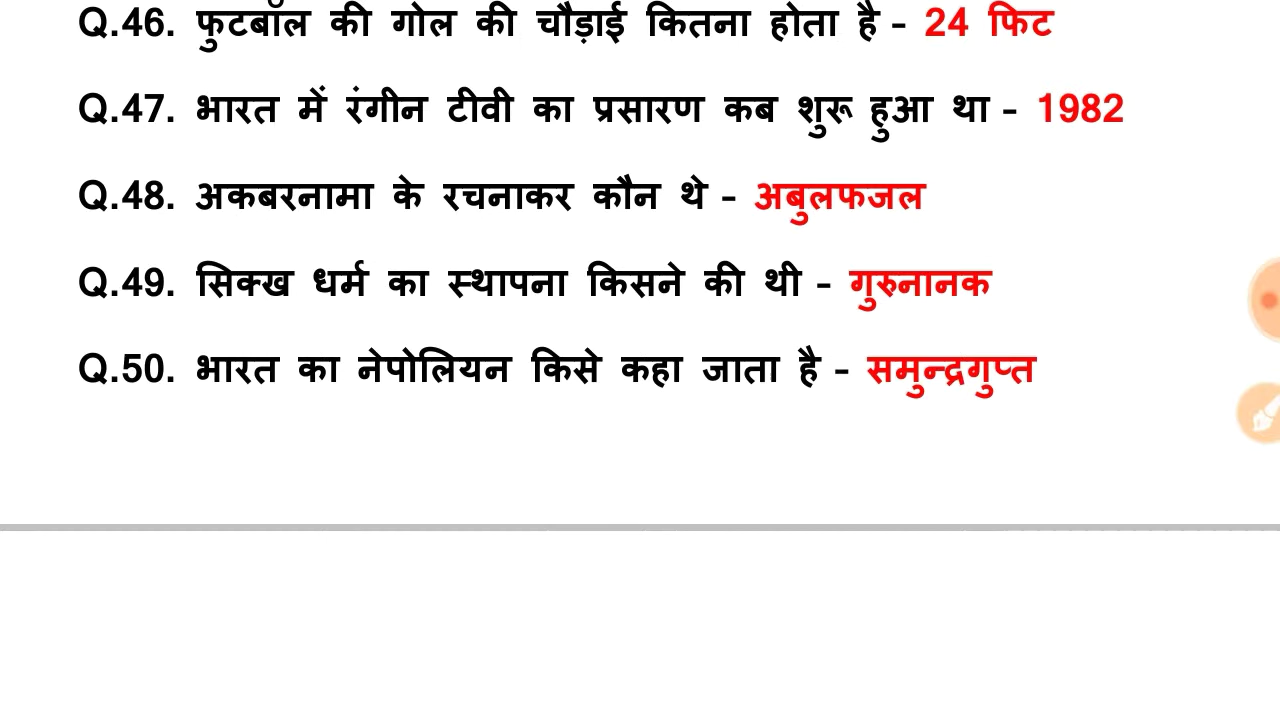 Q.46. फुटबॉल की गोल की चौड़ाई कितना होता है – 24 फिट
Q.47. भारत में रंगीन टीवी का प्रसारण कब शुरू हुआ था – 1982
Q.48. अकबरनामा के रचनाकर कौन थे – अबुलफजल
Q.49. सिक्ख धर्म का स्थापना किसने की थी – गुरुनानक
Q.50. भारत का नेपोलियन किसे कहा जाता है – समुन्द्रगुप्त